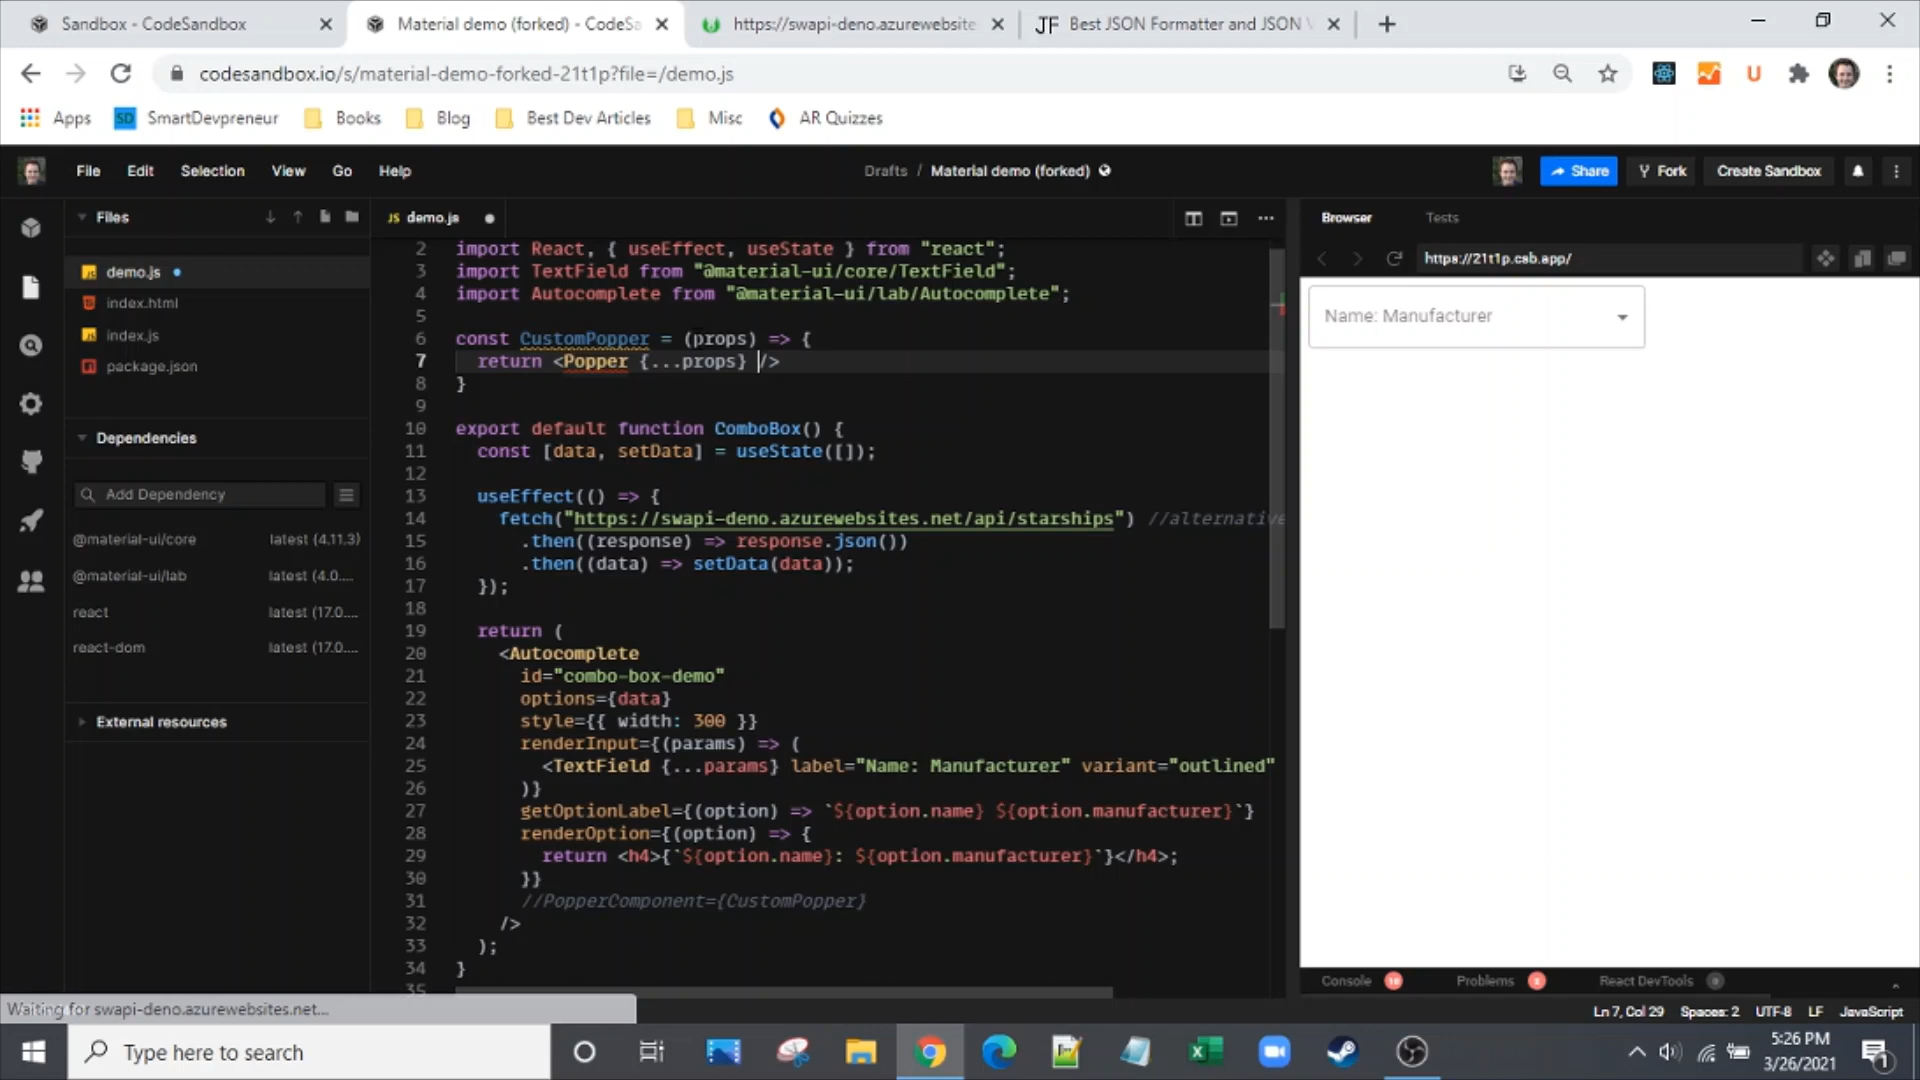 Sandbox - CodeSandbox
Material demo (forked) - CodeSa
https://swapi-deno.azurewebsite
JF Best JSON Formatter and JSON V
codesandbox.io/s/material-demo-forked-21t1p?file=/demo.js
Apps
SD SmartDevpreneur
Books
Blog
Best Dev Articles
Misc
AR Quizzes
File Edit Selection View Go Help
Drafts / Material demo (forked)
Share
Fork
Create Sandbox
Files
demo.js
index.html
index.js
package.json
Dependencies
Add Dependency
@material-ui/core latest (4.11.3)
@material-ui/lab latest (4.0....
react latest (17.0....
react-dom latest (17.0....
External resources
JS demo.js
2 import React, { useEffect, useState } from "react";
3 import TextField from "@material-ui/core/TextField";
4 import Autocomplete from "@material-ui/lab/Autocomplete";
5
6 const CustomPopper = (props) => {
7 return <Popper {...props} />
8 }
9
10 export default function ComboBox() {
11 const [data, setData] = useState([]);
12
13 useEffect(() => {
14 fetch("https://swapi-deno.azurewebsites.net/api/starships") //alternative
15 .then((response) => response.json())
16 .then((data) => setData(data));
17 });
18
19 return (
20 <Autocomplete
21 id="combo-box-demo"
22 options={data}
23 style={{ width: 300 }}
24 renderInput={(params) => (
25 <TextField {...params} label="Name: Manufacturer" variant="outlined"
26 )}
27 getOptionLabel={(option) => `${option.name} ${option.manufacturer}`}
28 renderOption={(option) => {
29 return <h4>{`${option.name}: ${option.manufacturer}`}</h4>;
30 }}
31 //PopperComponent={CustomPopper}
32 />
33 );
34 }
35
Browser Tests
https://21t1p.csb.app/
Name: Manufacturer
Console
Problems
React DevTools 0
Waiting for swapi-deno.azurewebsites.net...
Ln 7, Col 29 Spaces: 2 UTF-8 LF JavaScript
Type here to search
5:26 PM
3/26/2021
1